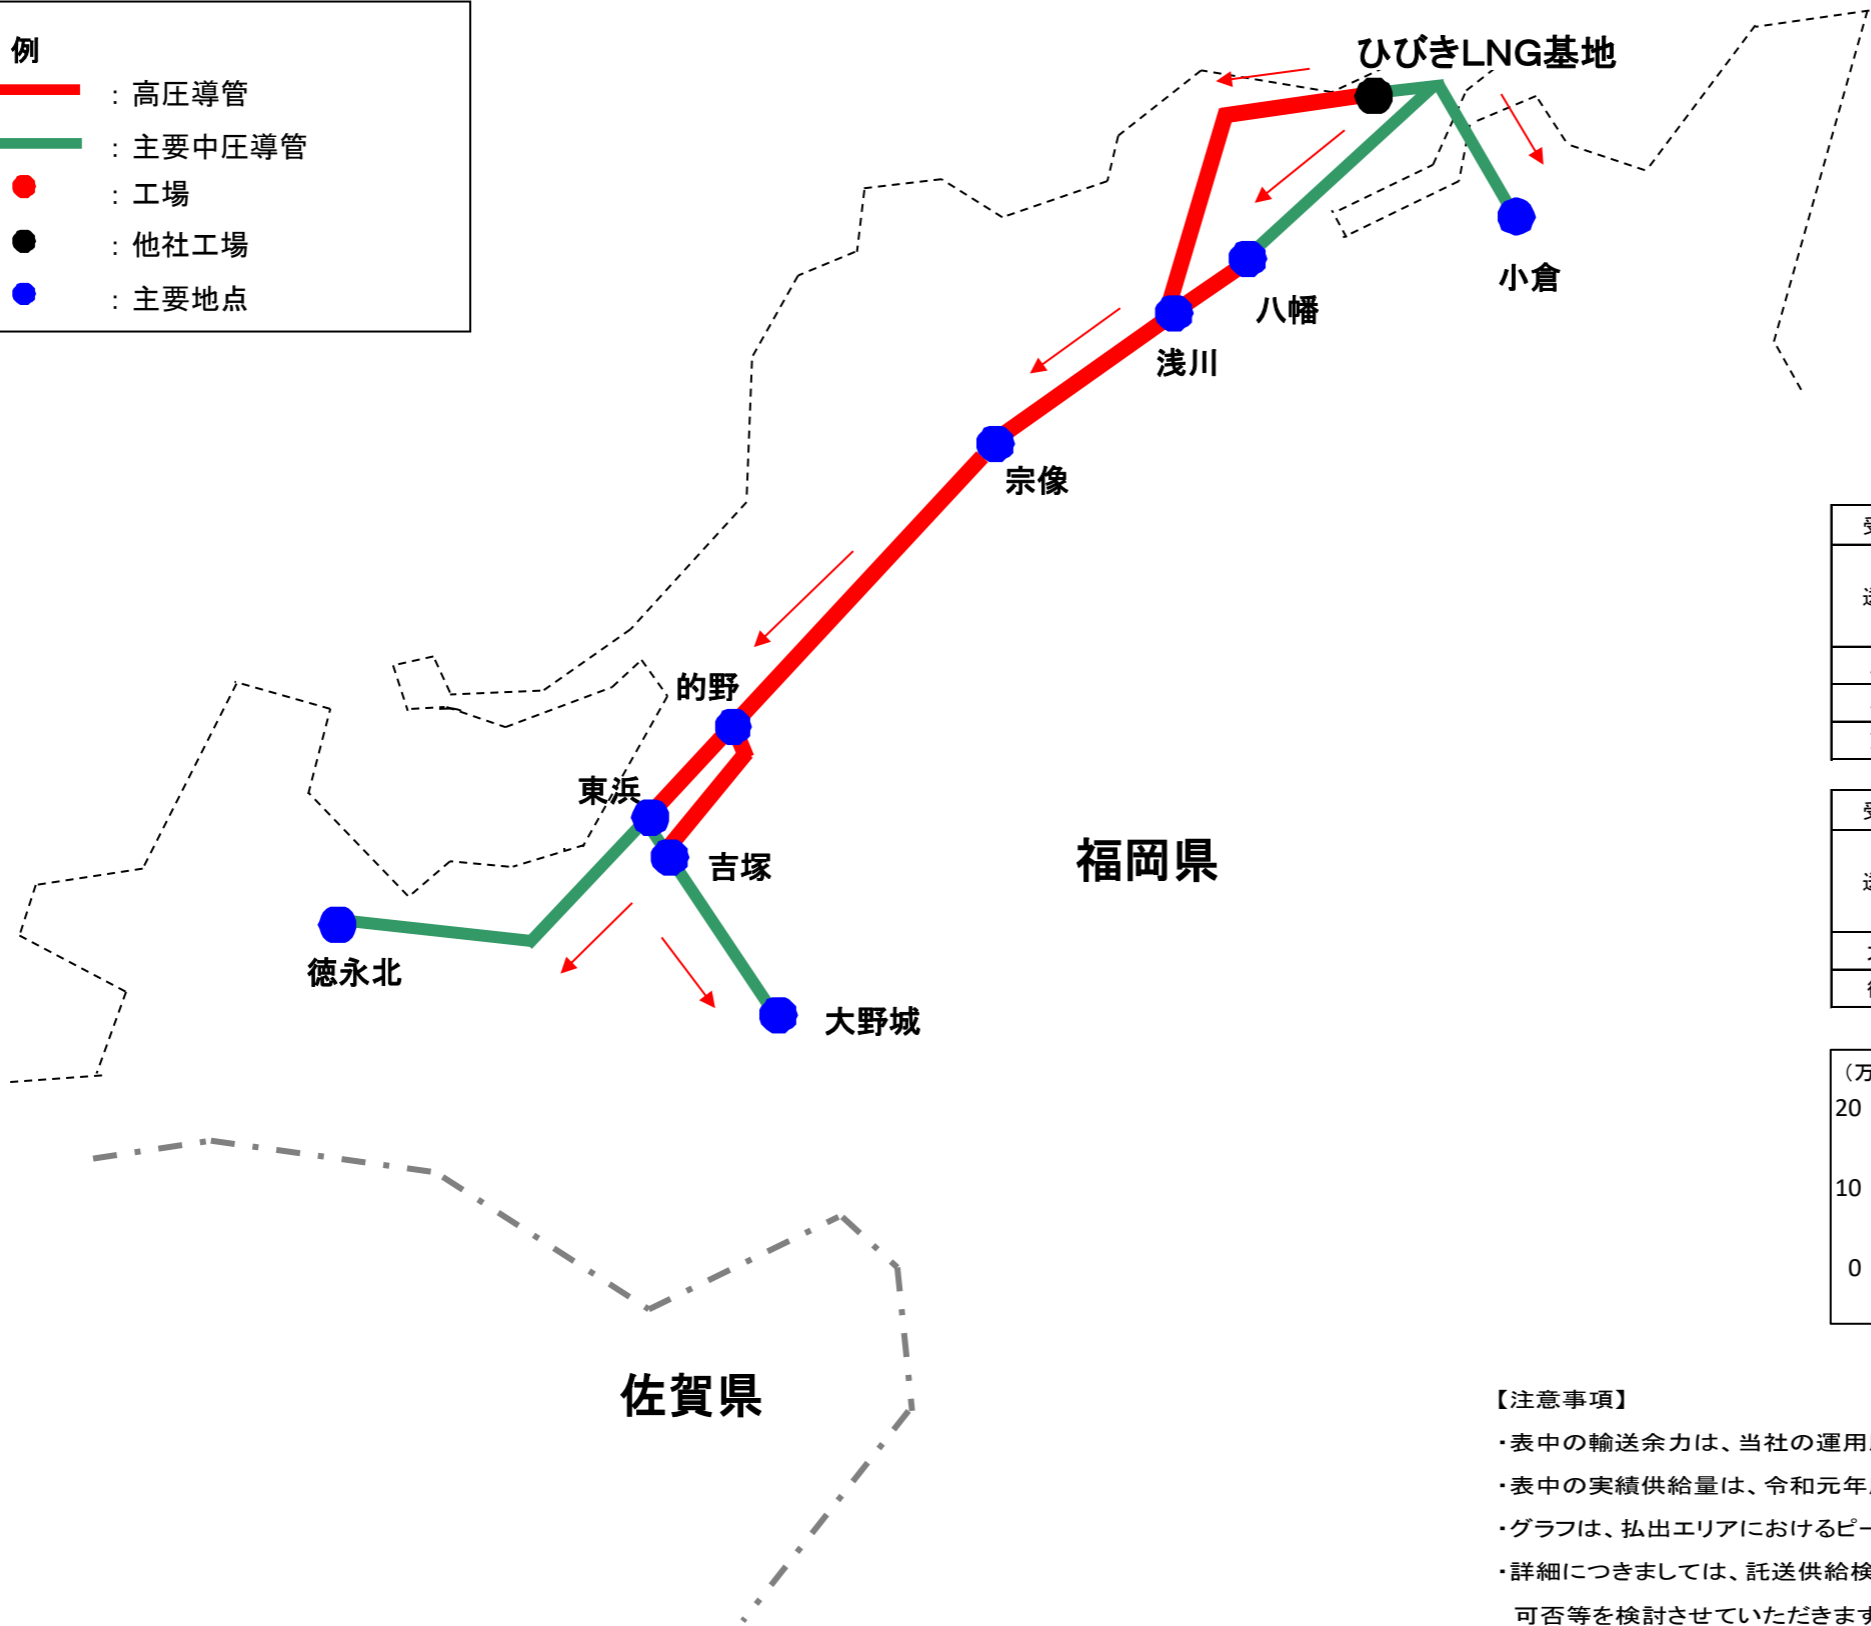 例
: 高圧導管
: 主要中圧導管
: 工場
: 他社工場
: 主要地点
ひびきLNG基地
小倉
八幡
浅川
宗像
的野
東浜
吉塚
福岡県
徳永北
大野城
佐賀県
（万
20
10
0
【注意事項】
・表中の輸送余力は、当社の運用
・表中の実績供給量は、令和元年
・グラフは、払出エリアにおけるピー
・詳細につきましては、託送供給検
可否等を検討させていただきます